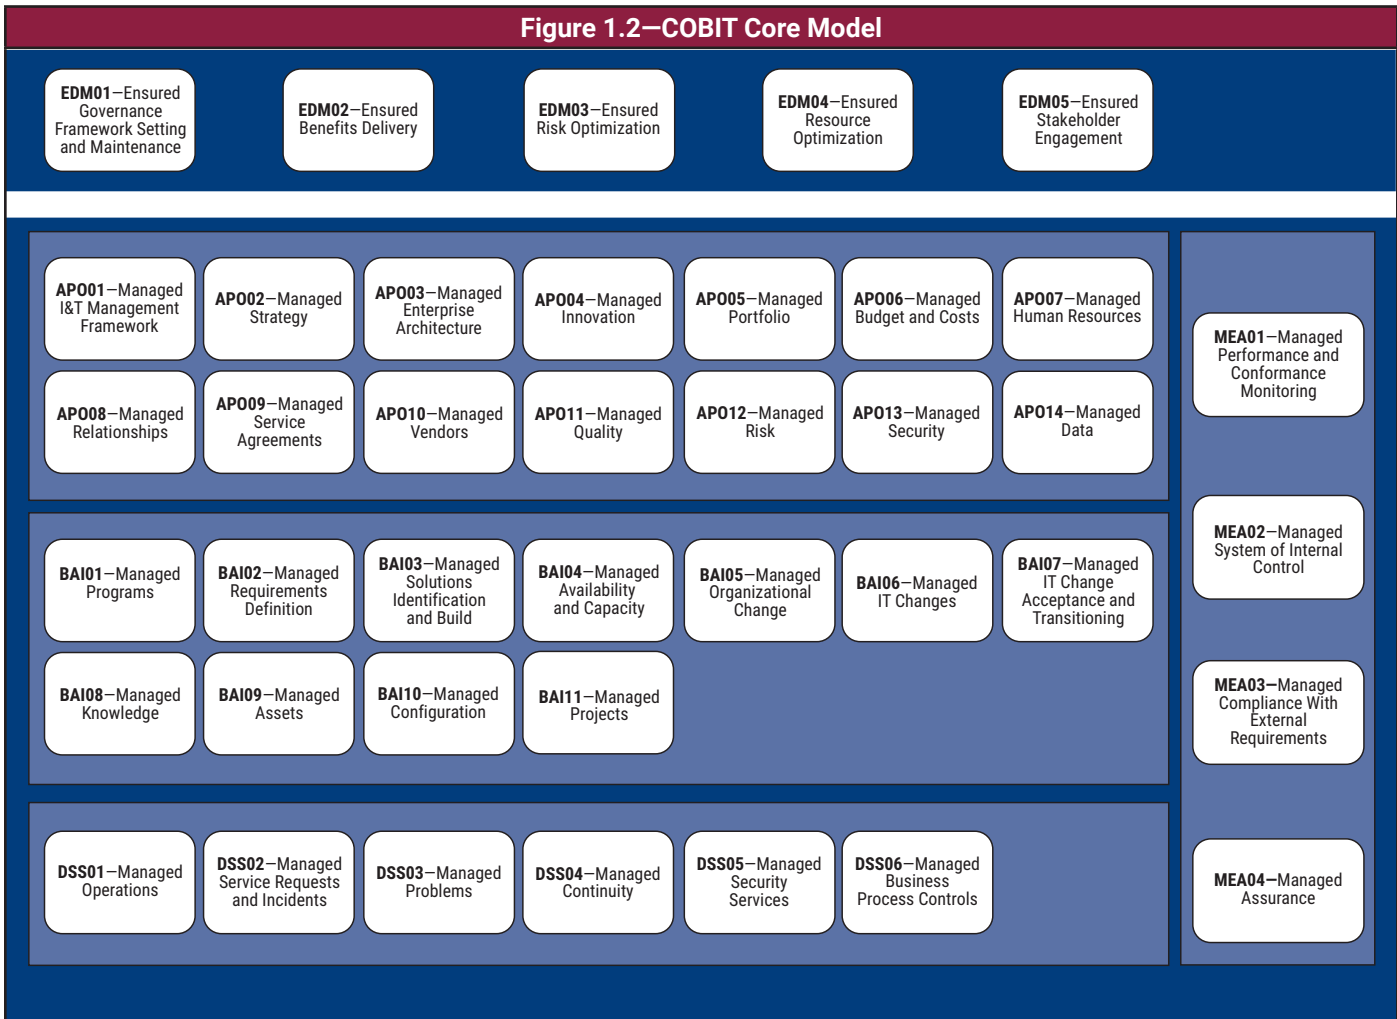 Figure 1.2—COBIT Core Model
EDM01—Ensured
Governance
Framework Setting
and Maintenance
EDM02—Ensured
Benefits Delivery
EDM03—Ensured
Risk Optimization
EDM04—Ensured
Resource
Optimization
EDM05—Ensured
Stakeholder
Engagement
APO01—Managed
I&T Management
Framework
APO02—Managed
Strategy
APO03—Managed
Enterprise
Architecture
APO04—Managed
Innovation
APO05—Managed
Portfolio
APO06—Managed
Budget and Costs
APO07—Managed
Human Resources
APO08—Managed
Relationships
APO09—Managed
Service
Agreements
APO10—Managed
Vendors
APO11—Managed
Quality
APO12—Managed
Risk
APO13—Managed
Security
APO14—Managed
Data
BAI01—Managed
Programs
BAI02—Managed
Requirements
Definition
BAI03—Managed
Solutions
Identification
and Build
BAI04—Managed
Availability
and Capacity
BAI05—Managed
Organizational
Change
BAI06—Managed
IT Changes
BAI07—Managed
IT Change
Acceptance and
Transitioning
BAI08—Managed
Knowledge
BAI09—Managed
Assets
BAI10—Managed
Configuration
BAI11—Managed
Projects
DSS01—Managed
Operations
DSS02—Managed
Service Requests
and Incidents
DSS03—Managed
Problems
DSS04—Managed
Continuity
DSS05—Managed
Security
Services
DSS06—Managed
Business
Process Controls
MEA01—Managed
Performance and
Conformance
Monitoring
MEA02—Managed
System of Internal
Control
MEA03—Managed
Compliance With
External
Requirements
MEA04—Managed
Assurance